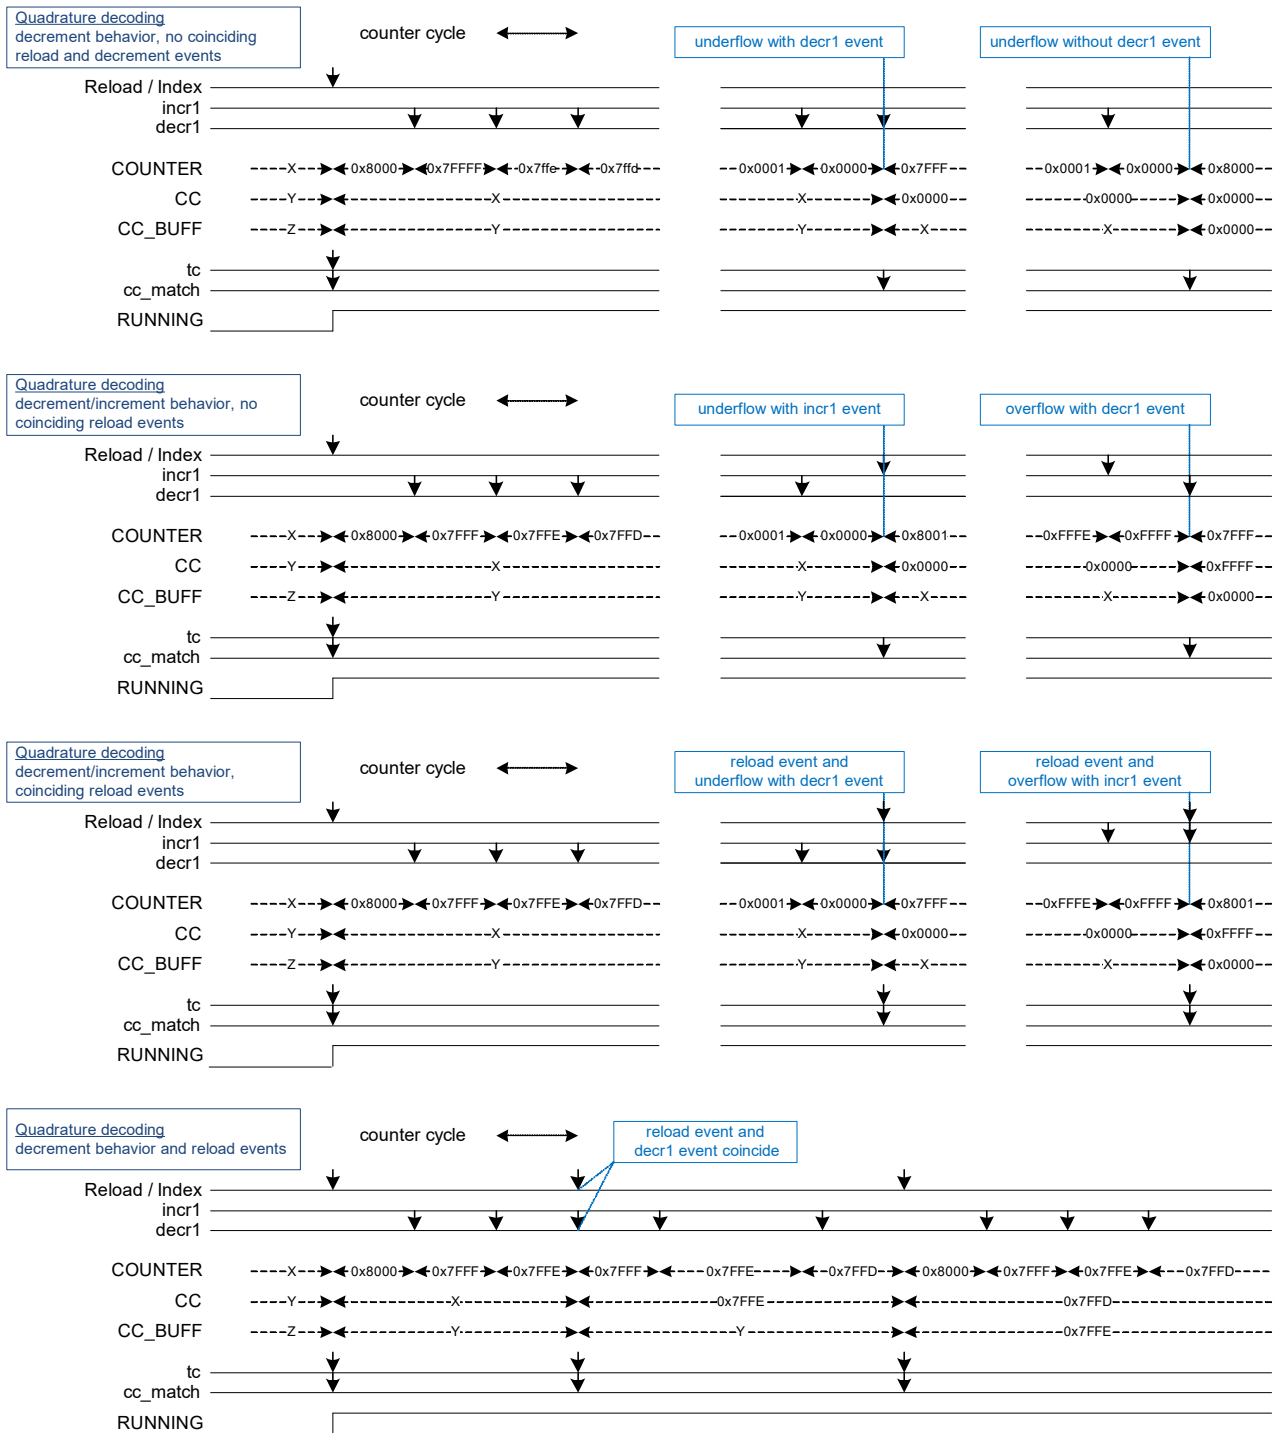 Quadrature decoding
decrement behavior, no coinciding
reload and decrement events
counter cycle
underflow with decr1 event
underflow without decr1 event
Reload / Index
incr1
decr1
COUNTER X 0x8000 0x7FFFF 0x7ffe 0x7ffd 0x0001 0x0000 0x7FFF 0x0001 0x0000 0x8000
CC Y X X 0x0000 0x0000 0x0000
CC_BUFF Z Y Y X X 0x0000
tc
cc_match
RUNNING
Quadrature decoding
decrement/increment behavior, no
coinciding reload events
counter cycle
underflow with incr1 event
overflow with decr1 event
Reload / Index
incr1
decr1
COUNTER X 0x8000 0x7FFF 0x7FFE 0x7FFD 0x0001 0x0000 0x8001 0xFFFE 0xFFFF 0x7FFF
CC Y X X 0x0000 0x0000 0xFFFF
CC_BUFF Z Y Y X X 0x0000
tc
cc_match
RUNNING
Quadrature decoding
decrement/increment behavior,
coinciding reload events
counter cycle
reload event and
underflow with decr1 event
reload event and
overflow with incr1 event
Reload / Index
incr1
decr1
COUNTER X 0x8000 0x7FFF 0x7FFE 0x7FFD 0x0001 0x0000 0x7FFF 0xFFFE 0xFFFF 0x8001
CC Y X X 0x0000 0x0000 0xFFFF
CC_BUFF Z Y Y X X 0x0000
tc
cc_match
RUNNING
Quadrature decoding
decrement behavior and reload events
counter cycle
reload event and
decr1 event coincide
Reload / Index
incr1
decr1
COUNTER X 0x8000 0x7FFF 0x7FFE 0x7FFF 0x7FFE 0x7FFD 0x8000 0x7FFF 0x7FFE 0x7FFD
CC Y X 0x7FFE 0x7FFD
CC_BUFF Z Y Y 0x7FFE
tc
cc_match
RUNNING